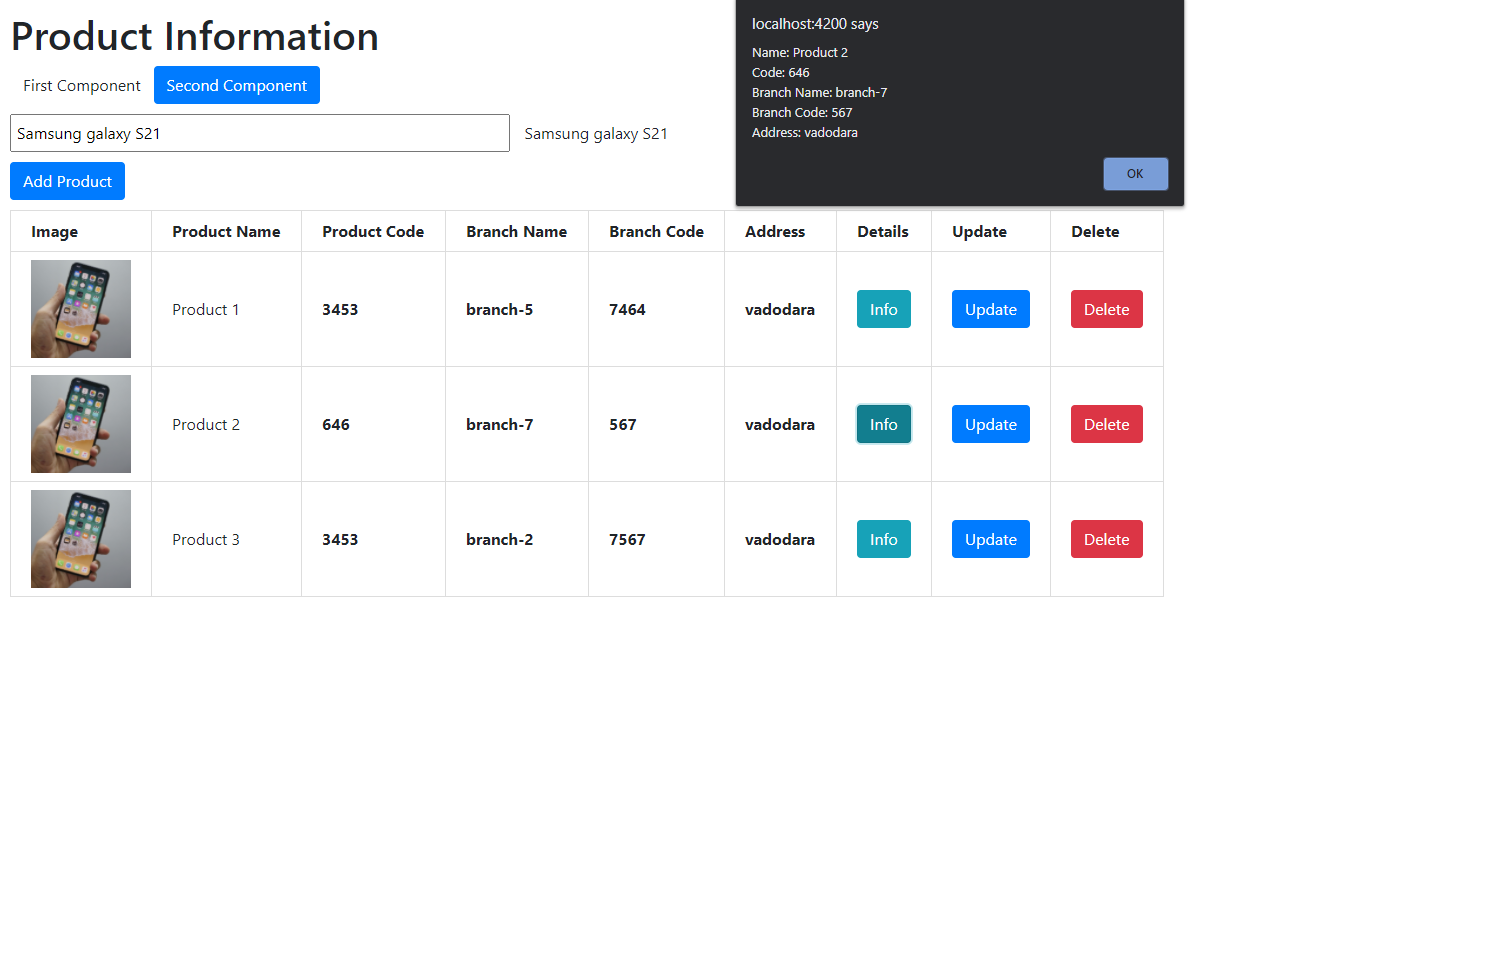 Product Information
First Component Second Component
Samsung galaxy S21 Samsung galaxy S21
Add Product
localhost:4200 says
Name: Product 2
Code: 646
Branch Name: branch-7
Branch Code: 567
Address: vadodara
OK
Image Product Name Product Code Branch Name Branch Code Address Details Update Delete
Product 1 3453 branch-5 7464 vadodara Info Update Delete
Product 2 646 branch-7 567 vadodara Info Update Delete
Product 3 3453 branch-2 7567 vadodara Info Update Delete